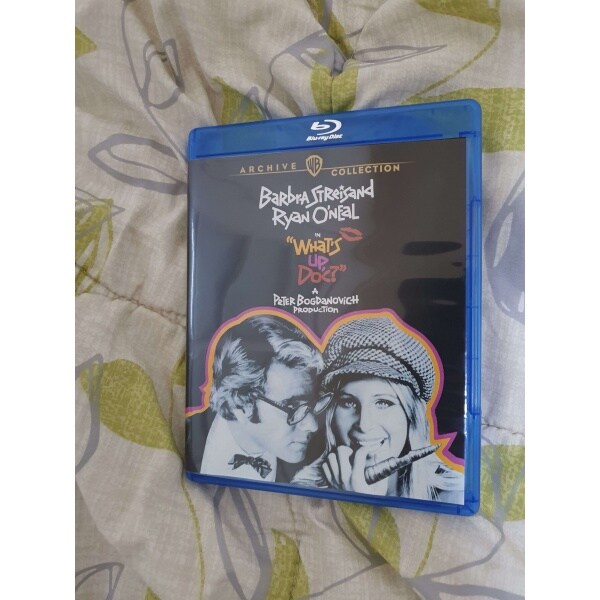 Blu-ray Disc
ARCHIVE WB COLLECTION
Barbra Streisand
Ryan O'Neal
in
"What's
Up,
Doc?"
A
Peter Bogdanovich
Production